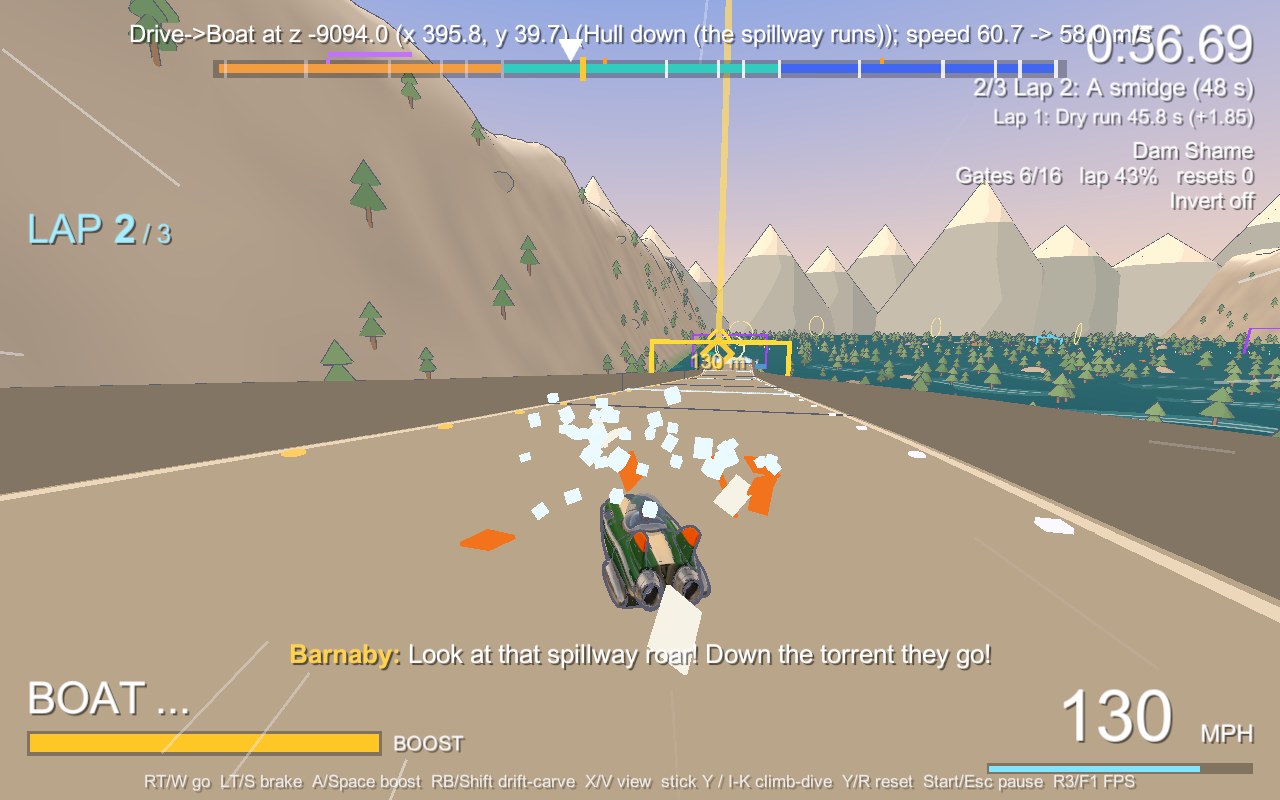 Drive->Boat at z -9094.0 (x 395.8, y 39.7) (Hull down (the spillway runs)); speed 60.7 -> 58.0 m/s
0:56.69
2/3 Lap 2: A smidge (48 s)
Lap 1: Dry run 45.8 s (+1.85)
Dam Shame
Gates 6/16 lap 43% resets 0
Invert off
LAP 2 / 3
130 m
Barnaby: Look at that spillway roar! Down the torrent they go!
BOAT ...
130 MPH
BOOST
RT/W go LT/S brake A/Space boost RB/Shift drift-carve X/V view stick Y / I-K climb-dive Y/R reset Start/Esc pause R3/F1 FPS